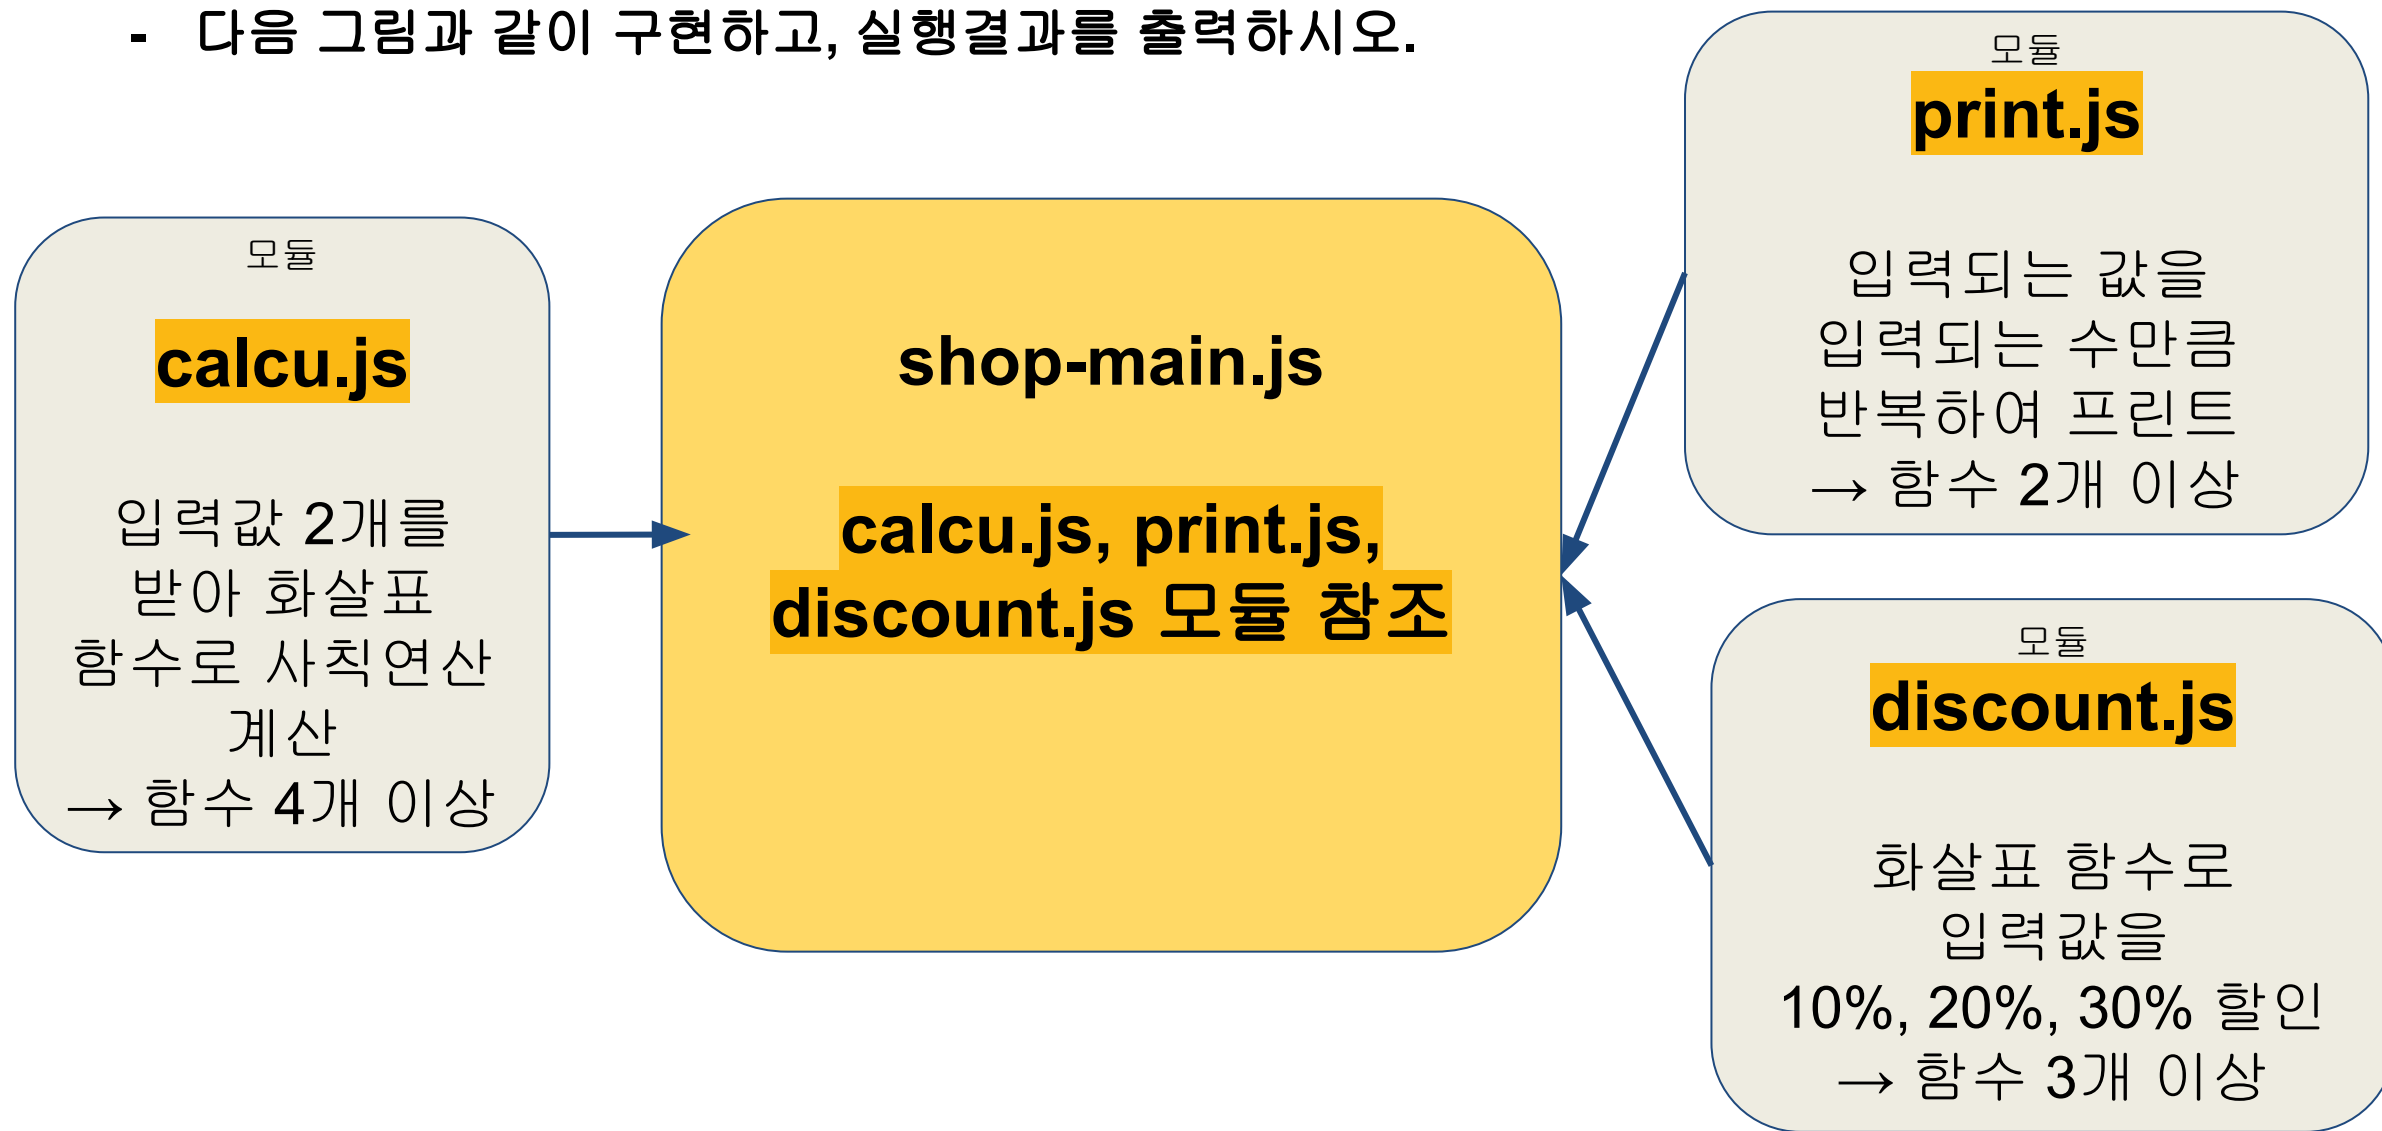 - 다음 그림과 같이 구현하고, 실행결과를 출력하시오.
모듈
calcu.js
입력값 2개를
받아 화살표
함수로 사칙연산
계산
→ 함수 4개 이상
shop-main.js
calcu.js, print.js,
discount.js 모듈 참조
모듈
print.js
입력되는 값을
입력되는 수만큼
반복하여 프린트
→ 함수 2개 이상
모듈
discount.js
화살표 함수로
입력값을
10%, 20%, 30% 할인
→ 함수 3개 이상